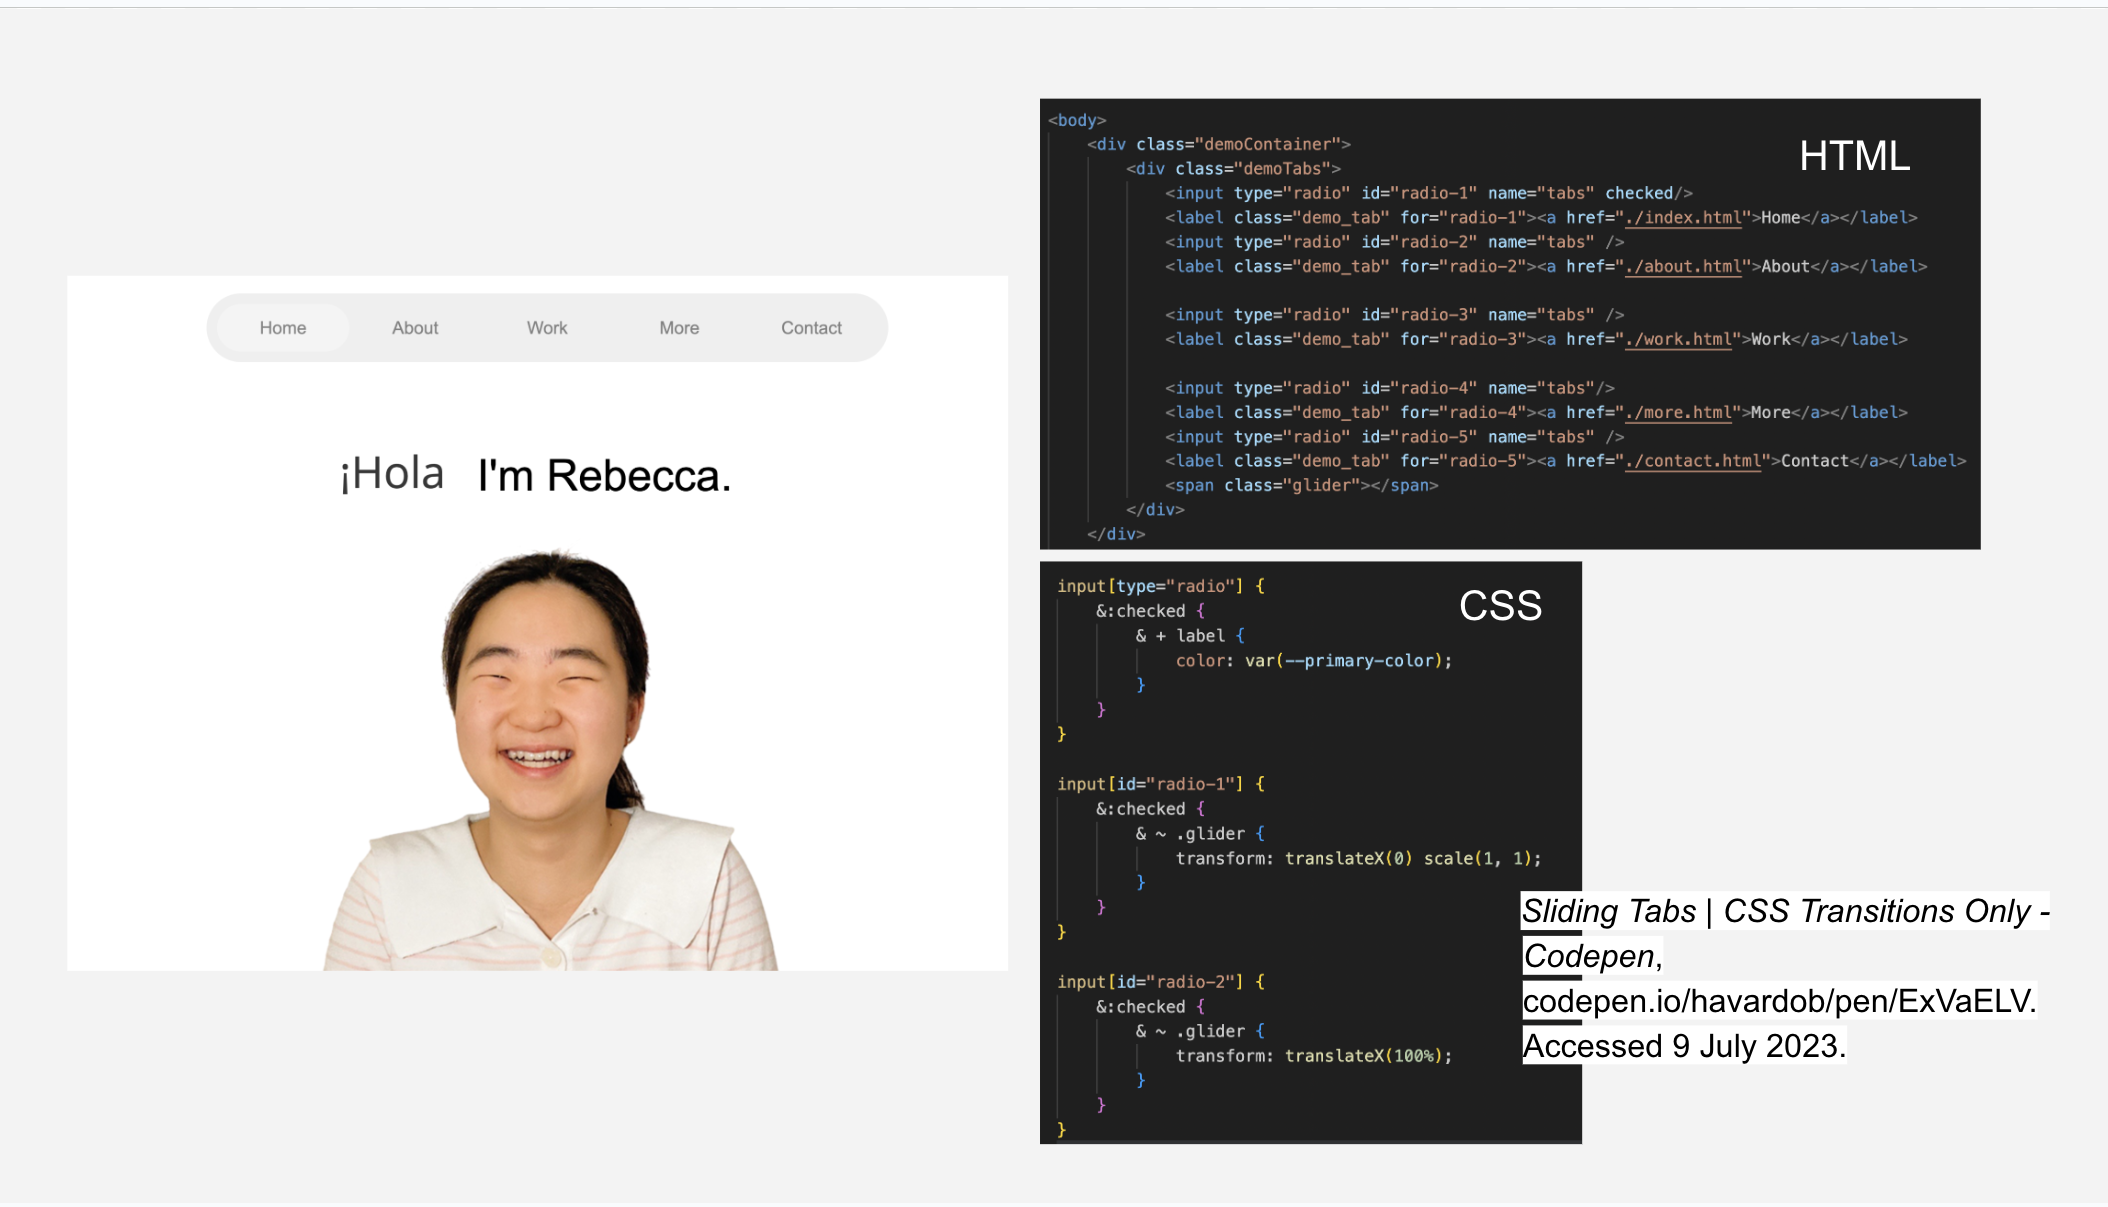 Home About Work More Contact
¡Hola I'm Rebecca.
HTML
<body>
<div class="demoContainer">
<div class="demoTabs">
<input type="radio" id="radio-1" name="tabs" checked/>
<label class="demo_tab" for="radio-1"><a href="./index.html">Home</a></label>
<input type="radio" id="radio-2" name="tabs" />
<label class="demo_tab" for="radio-2"><a href="./about.html">About</a></label>
<input type="radio" id="radio-3" name="tabs" />
<label class="demo_tab" for="radio-3"><a href="./work.html">Work</a></label>
<input type="radio" id="radio-4" name="tabs"/>
<label class="demo_tab" for="radio-4"><a href="./more.html">More</a></label>
<input type="radio" id="radio-5" name="tabs" />
<label class="demo_tab" for="radio-5"><a href="./contact.html">Contact</a></label>
<span class="glider"></span>
</div>
</div>
CSS
input[type="radio"] {
&:checked {
& + label {
color: var(--primary-color);
}
}
}
input[id="radio-1"] {
&:checked {
& ~ .glider {
transform: translateX(0) scale(1, 1);
}
}
}
input[id="radio-2"] {
&:checked {
& ~ .glider {
transform: translateX(100%);
}
}
}
Sliding Tabs | CSS Transitions Only -
Codepen,
codepen.io/havardob/pen/ExVaELV.
Accessed 9 July 2023.